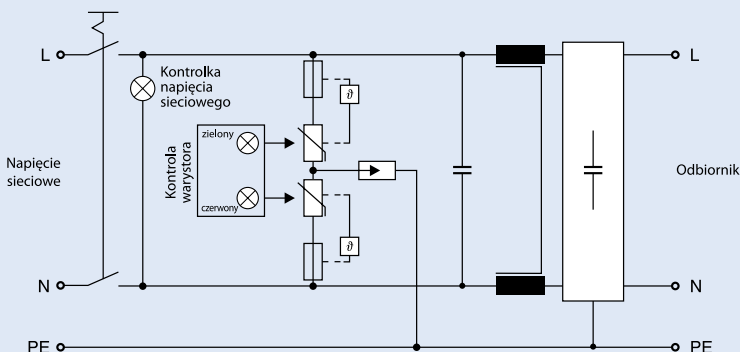 L
L
Kontrolka
napięcia
sieciowego
ϑ
zielony
Kontrola
warystora
Napięcie
sieciowe
Odbiornik
czerwony
ϑ
N
N
PE
PE